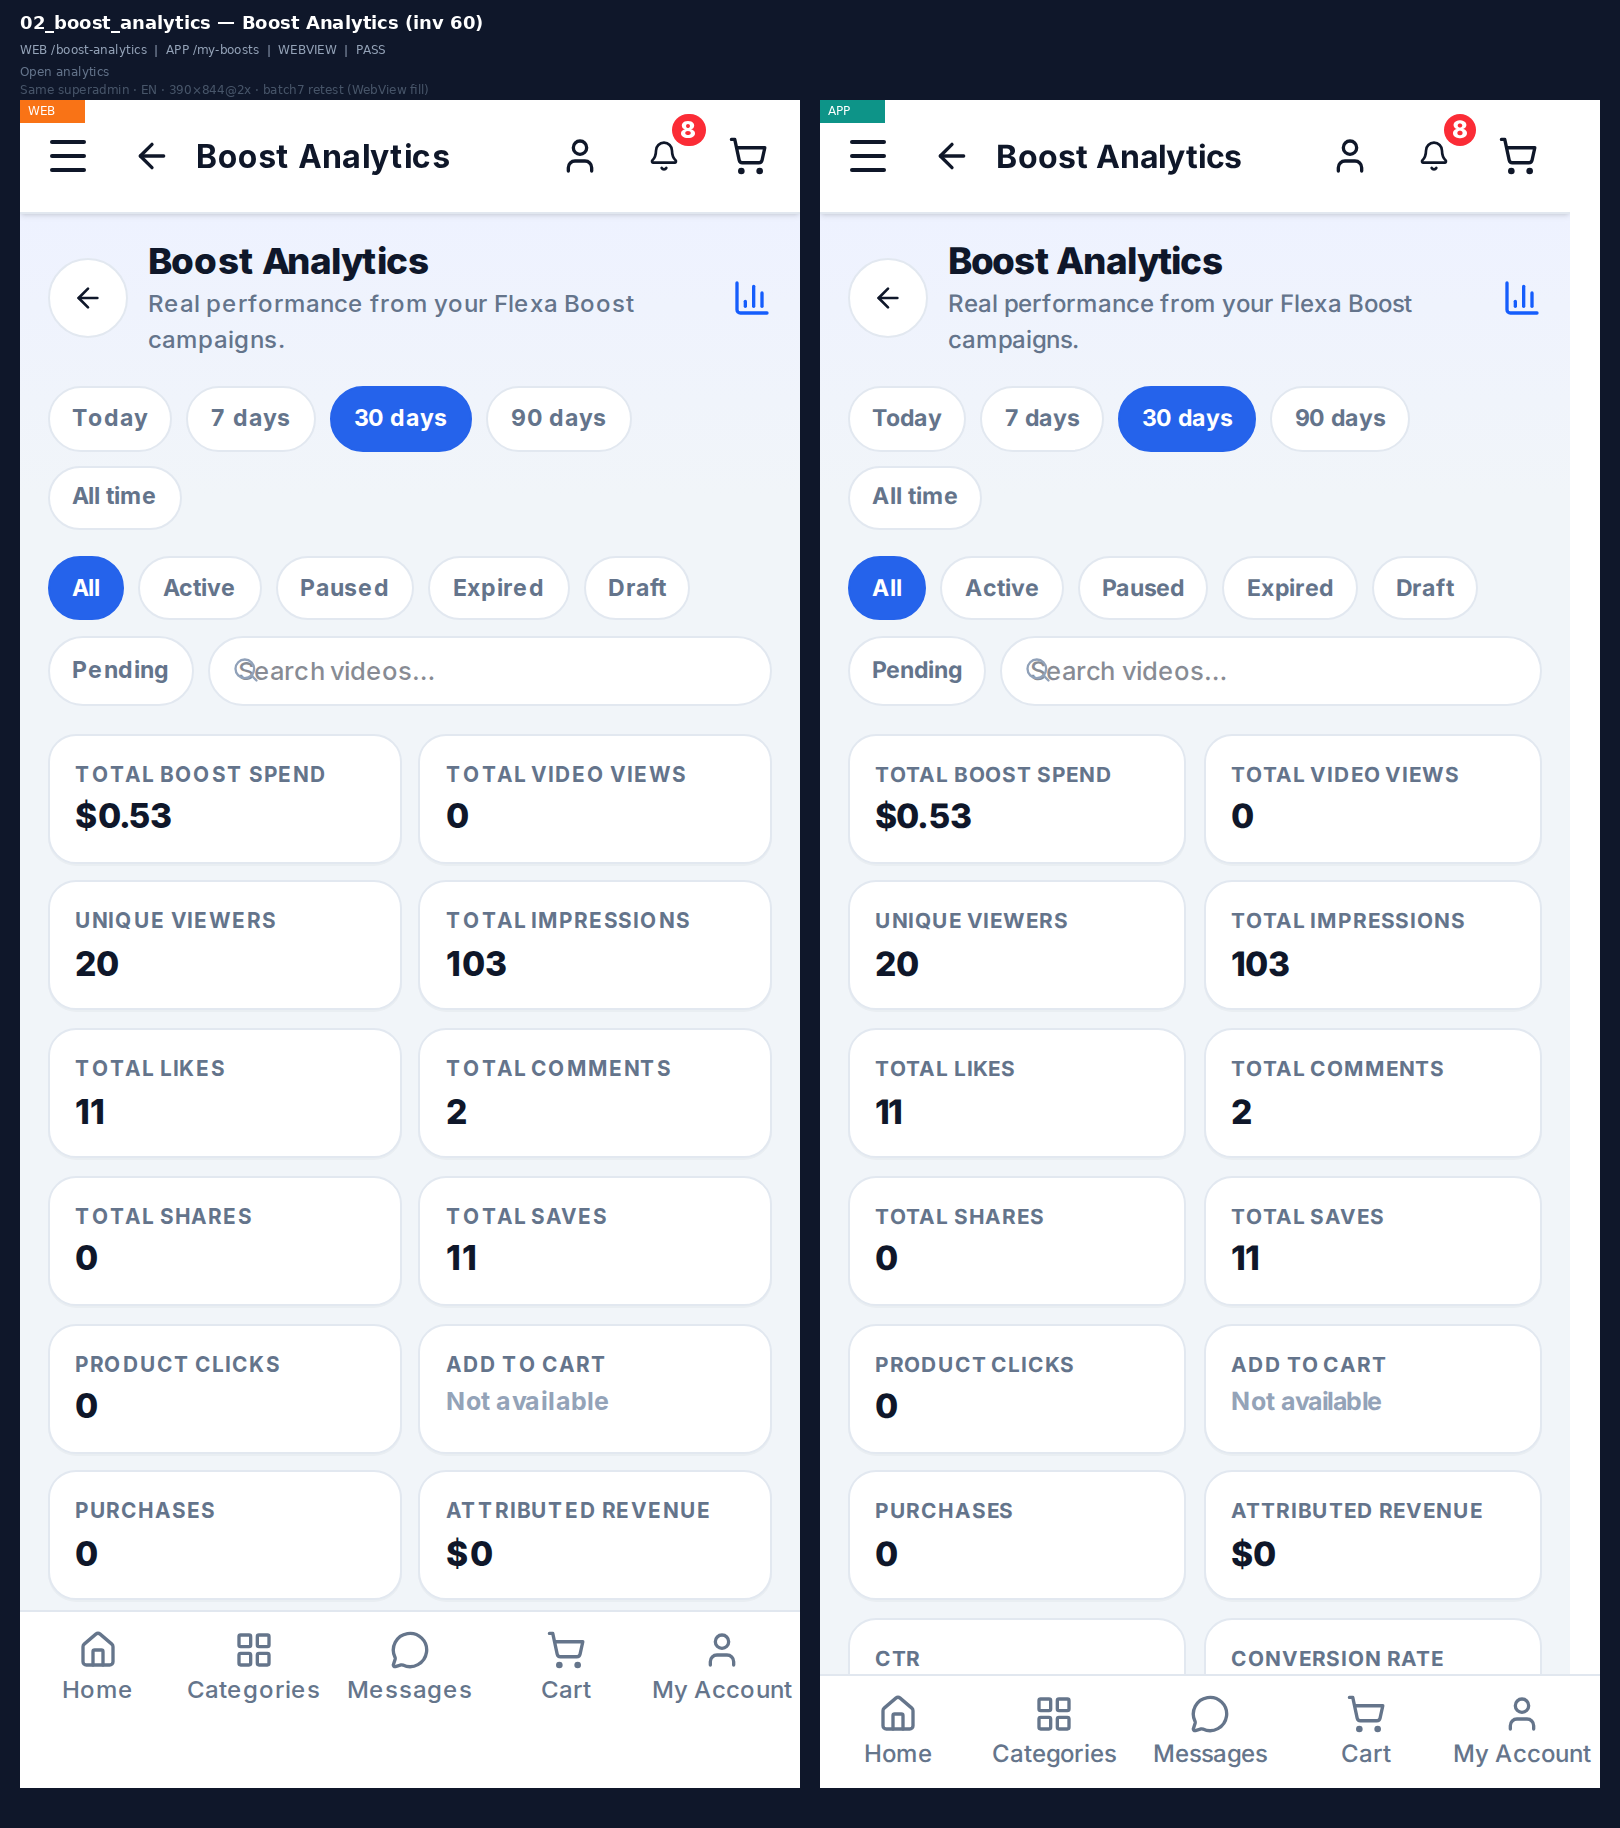 02_boost_analytics — Boost Analytics (inv 60)
WEB /boost-analytics | APP /my-boosts | WEBVIEW | PASS
Open analytics
Same superadmin · EN · 390×844@2x · batch7 retest (WebView fill)
WEB
Boost Analytics
8
Boost Analytics
Real performance from your Flexa Boost
campaigns.
Today 7 days 30 days 90 days
All time
All Active Paused Expired Draft
Pending Search videos...
TOTAL BOOST SPEND TOTAL VIDEO VIEWS
$0.53 0
UNIQUE VIEWERS TOTAL IMPRESSIONS
20 103
TOTAL LIKES TOTAL COMMENTS
11 2
TOTAL SHARES TOTAL SAVES
0 11
PRODUCT CLICKS ADD TO CART
0 Not available
PURCHASES ATTRIBUTED REVENUE
0 $0
Home Categories Messages Cart My Account
APP
Boost Analytics
8
Boost Analytics
Real performance from your Flexa Boost
campaigns.
Today 7 days 30 days 90 days
All time
All Active Paused Expired Draft
Pending Search videos...
TOTAL BOOST SPEND TOTAL VIDEO VIEWS
$0.53 0
UNIQUE VIEWERS TOTAL IMPRESSIONS
20 103
TOTAL LIKES TOTAL COMMENTS
11 2
TOTAL SHARES TOTAL SAVES
0 11
PRODUCT CLICKS ADD TO CART
0 Not available
PURCHASES ATTRIBUTED REVENUE
0 $0
CTR CONVERSION RATE
Home Categories Messages Cart My Account